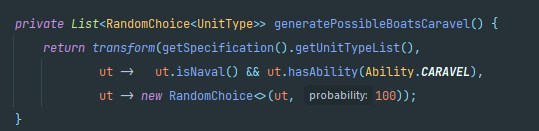 private List<RandomChoice<UnitType>> generatePossibleBoatsCaravel() {
return transform(getSpecification().getUnitTypeList(),
ut -> ut.isNaval() && ut.hasAbility(Ability.CARAVEL),
ut -> new RandomChoice<>(ut, probability: 100));
}